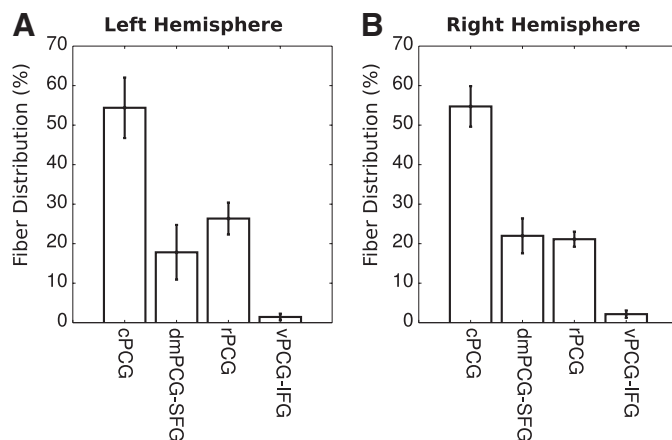 A
Left Hemisphere
Fiber Distribution (%)
70
60
50
40
30
20
10
0
cPCG
dmPCG-SFG
rPCG
vPCG-IFG
B
Right Hemisphere
Fiber Distribution (%)
70
60
50
40
30
20
10
0
cPCG
dmPCG-SFG
rPCG
vPCG-IFG